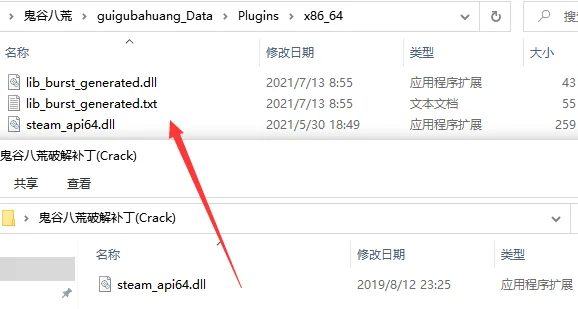 鬼谷八荒 > guigubahuang_Data > Plugins > x86_64
搜
名称 修改日期 类型 大小
lib_burst_generated.dll 2021/7/13 8:55 应用程序扩展 43
lib_burst_generated.txt 2021/7/13 8:55 文本文档 55
steam_api64.dll 2021/5/30 18:49 应用程序扩展 259
鬼谷八荒破解补丁(Crack)
共享 查看
> 鬼谷八荒破解补丁(Crack)
名称 修改日期 类型
steam_api64.dll 2019/8/12 23:25 应用程序扩展